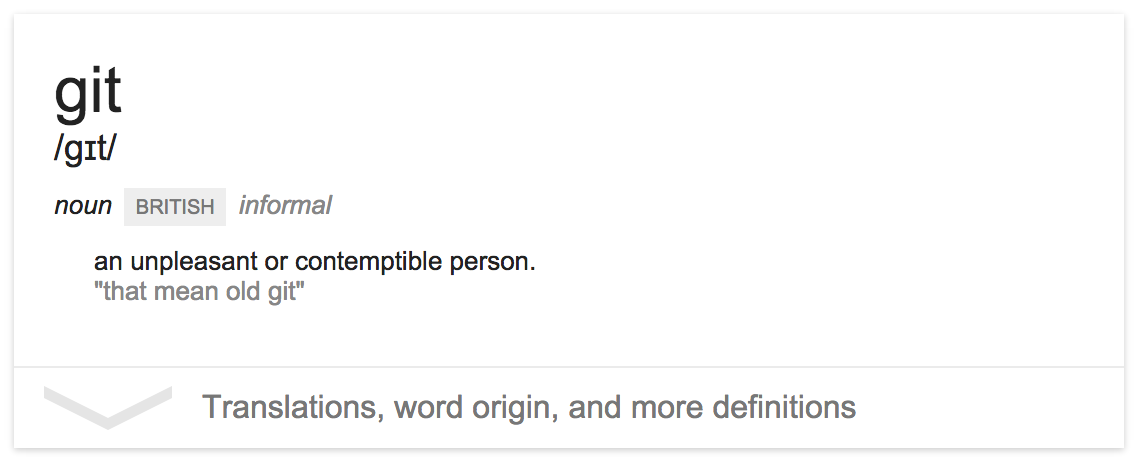 git
/ɡɪt/
noun BRITISH informal
an unpleasant or contemptible person.
"that mean old git"
Translations, word origin, and more definitions